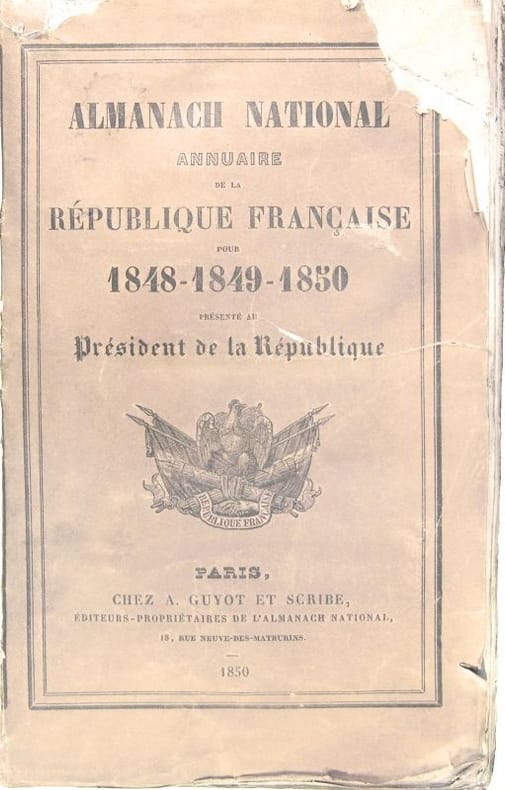 ALMANACH NATIONAL
ANNUAIRE
DE LA
RÉPUBLIQUE FRANÇAISE
POUR
1848-1849-1850
PRÉSENTÉ AU
Président de la République
RÉPUBLIQUE FRANÇAISE
PARIS,
CHEZ A. GUYOT ET SCRIBE,
ÉDITEURS-PROPRIÉTAIRES DE L'ALMANACH NATIONAL,
18, RUE NEUVE-DES-MATHURINS.
1850